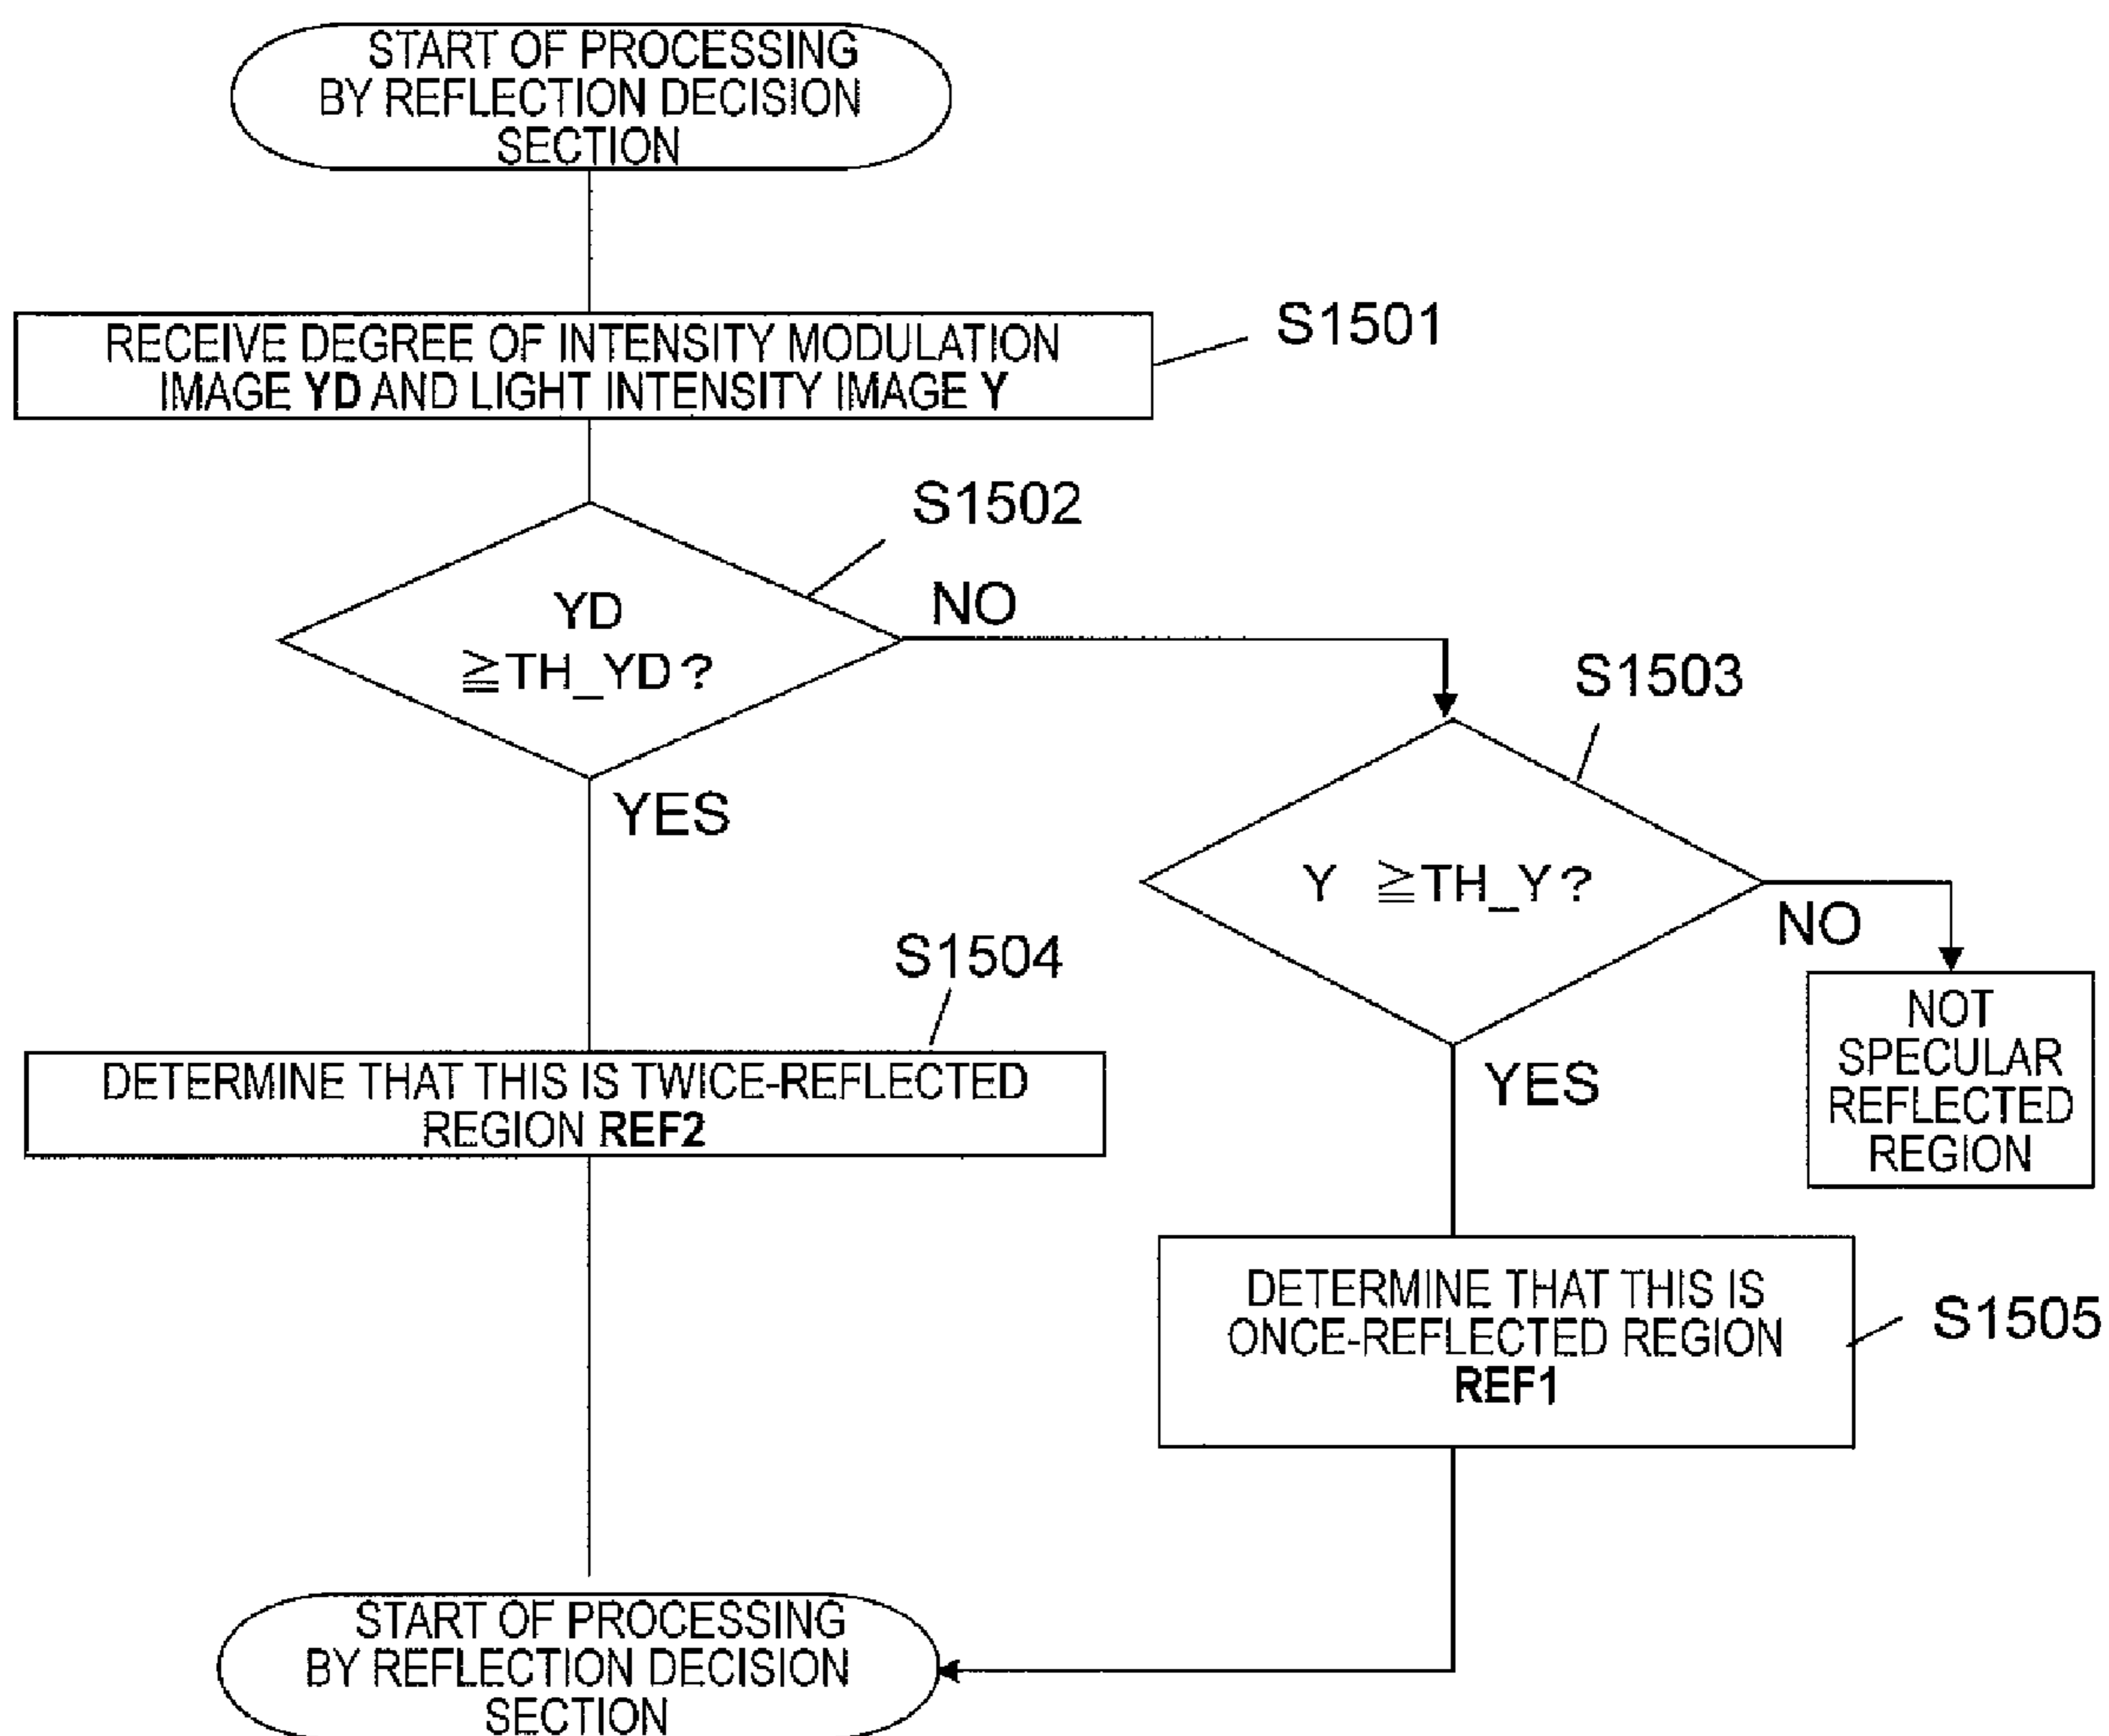 START OF PROCESSING
BY REFLECTION DECISION
SECTION
RECEIVE DEGREE OF INTENSITY MODULATION
IMAGE YD AND LIGHT INTENSITY IMAGE Y
S1501
S1502
YD
≧TH_YD?
NO
YES
S1503
Y ≧TH_Y?
NO
YES
NOT
SPECULAR
REFLECTED
REGION
S1504
DETERMINE THAT THIS IS TWICE-REFLECTED
REGION REF2
DETERMINE THAT THIS IS
ONCE-REFLECTED REGION
REF1
S1505
START OF PROCESSING
BY REFLECTION DECISION
SECTION